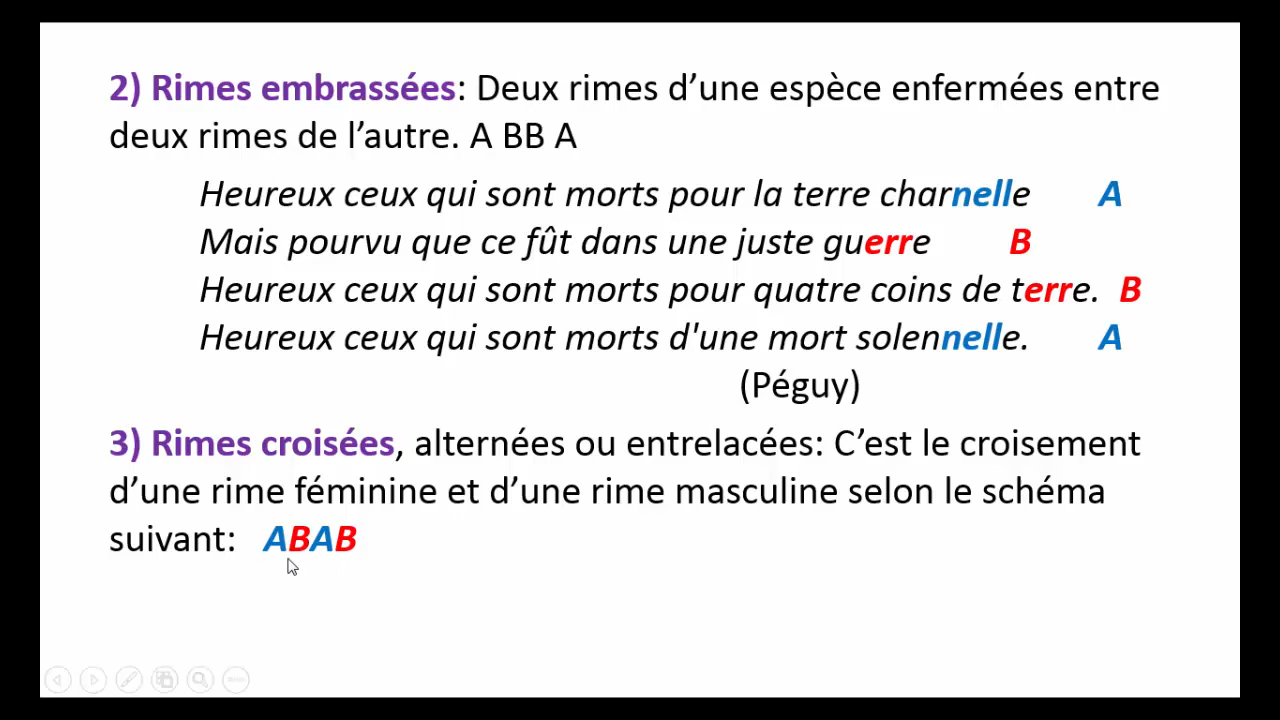 2) Rimes embrassées: Deux rimes d’une espèce enfermées entre
deux rimes de l’autre. A BB A
Heureux ceux qui sont morts pour la terre charnelle A
Mais pourvu que ce fût dans une juste guerre B
Heureux ceux qui sont morts pour quatre coins de terre. B
Heureux ceux qui sont morts d'une mort solennelle. A
(Péguy)
3) Rimes croisées, alternées ou entrelacées: C’est le croisement
d’une rime féminine et d’une rime masculine selon le schéma
suivant: ABAB